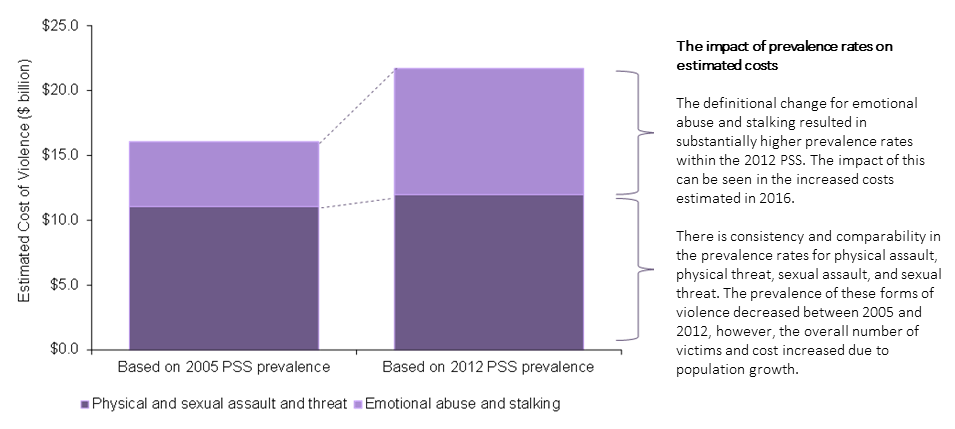 $25.0
$20.0
$15.0
$10.0
$5.0
$0.0
Estimated Cost of Violence ($ billion)
Based on 2005 PSS prevalence
Based on 2012 PSS prevalence
Physical and sexual assault and threat
Emotional abuse and stalking
The impact of prevalence rates on
estimated costs
The definitional change for emotional
abuse and stalking resulted in
substantially higher prevalence rates
within the 2012 PSS. The impact of this
can be seen in the increased costs
estimated in 2016.
There is consistency and comparability in
the prevalence rates for physical assault,
physical threat, sexual assault, and sexual
threat. The prevalence of these forms of
violence decreased between 2005 and
2012, however, the overall number of
victims and cost increased due to
population growth.